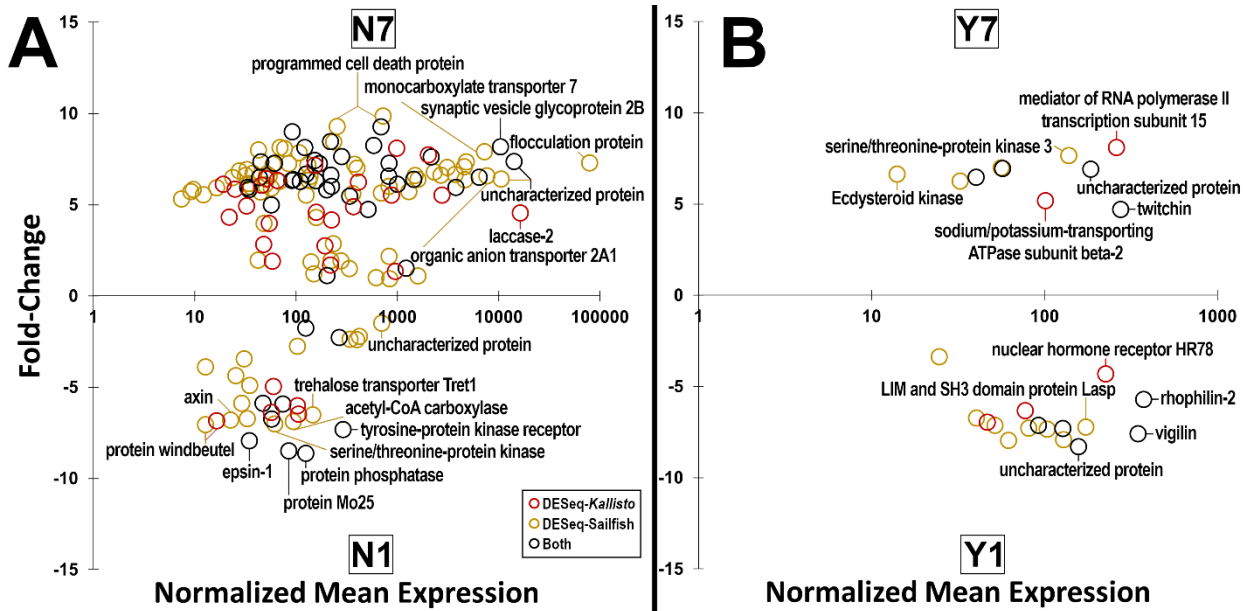 A
N7
15
programmed cell death protein
monocarboxylate transporter 7
synaptic vesicle glycoprotein 2B
flocculation protein
10
5
uncharacterized protein
laccase-2
organic anion transporter 2A1
0
1
10
100
1000
10000
100000
uncharacterized protein
-5
trehalose transporter Tret1
axin
acetyl-CoA carboxylase
tyrosine-protein kinase receptor
protein windbeutel
serine/threonine-protein kinase
epsin-1
protein phosphatase
-10
protein Mo25
DESeq-Kallisto
DESeq-Sailfish
Both
-15
N1
Fold-Change
Normalized Mean Expression
B
Y7
15
10
mediator of RNA polymerase II
transcription subunit 15
serine/threonine-protein kinase 3
Ecdysteroid kinase
uncharacterized protein
twitchin
5
sodium/potassium-transporting
ATPase subunit beta-2
0
1
10
100
1000
nuclear hormone receptor HR78
-5
LIM and SH3 domain protein Lasp
rhophilin-2
vigilin
uncharacterized protein
-10
-15
Y1
Normalized Mean Expression